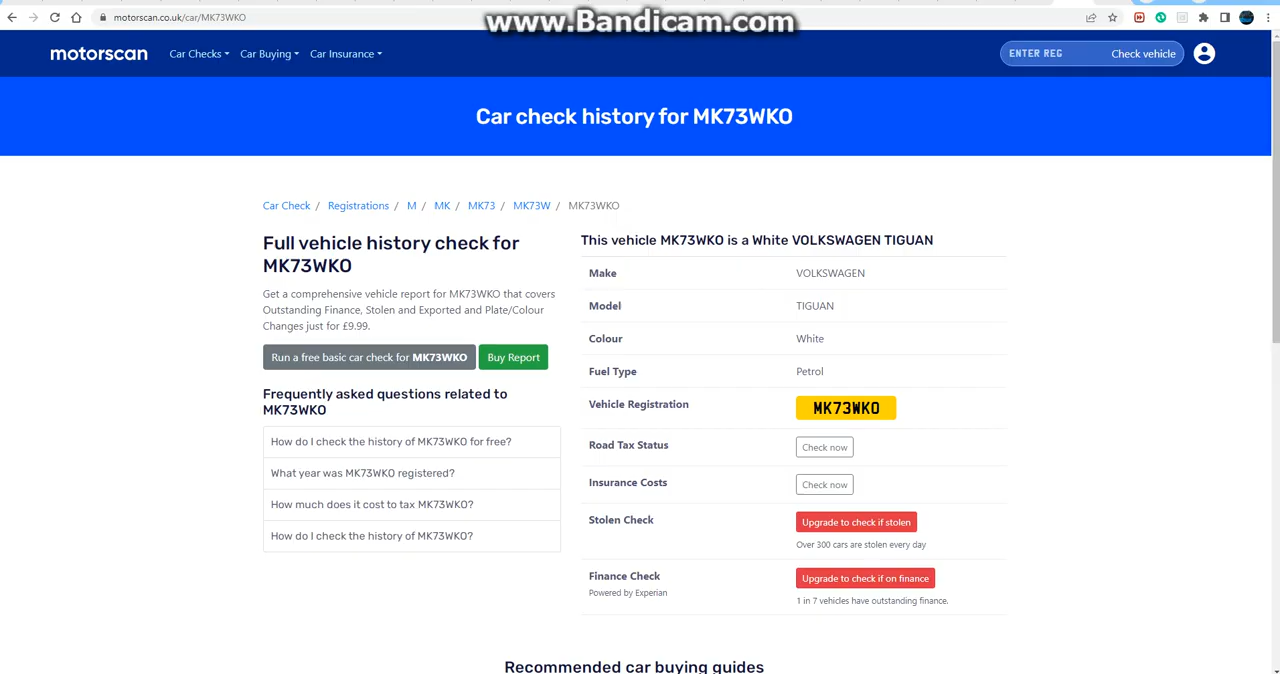 motorscan.co.uk/car/MK73WKO
www.Bandicam.com
motorscan Car Checks Car Buying Car Insurance ENTER REG Check vehicle
Car check history for MK73WKO
Car Check / Registrations / M / MK / MK73 / MK73W / MK73WKO
Full vehicle history check for
MK73WKO
Get a comprehensive vehicle report for MK73WKO that covers
Outstanding Finance, Stolen and Exported and Plate/Colour
Changes just for £9.99.
Run a free basic car check for MK73WKO Buy Report
Frequently asked questions related to
MK73WKO
How do I check the history of MK73WKO for free?
What year was MK73WKO registered?
How much does it cost to tax MK73WKO?
How do I check the history of MK73WKO?
This vehicle MK73WKO is a White VOLKSWAGEN TIGUAN
Make VOLKSWAGEN
Model TIGUAN
Colour White
Fuel Type Petrol
Vehicle Registration MK73WKO
Road Tax Status Check now
Insurance Costs Check now
Stolen Check Upgrade to check if stolen
Over 300 cars are stolen every day
Finance Check Upgrade to check if on finance
Powered by Experian 1 in 7 vehicles have outstanding finance.
Recommended car buying guides